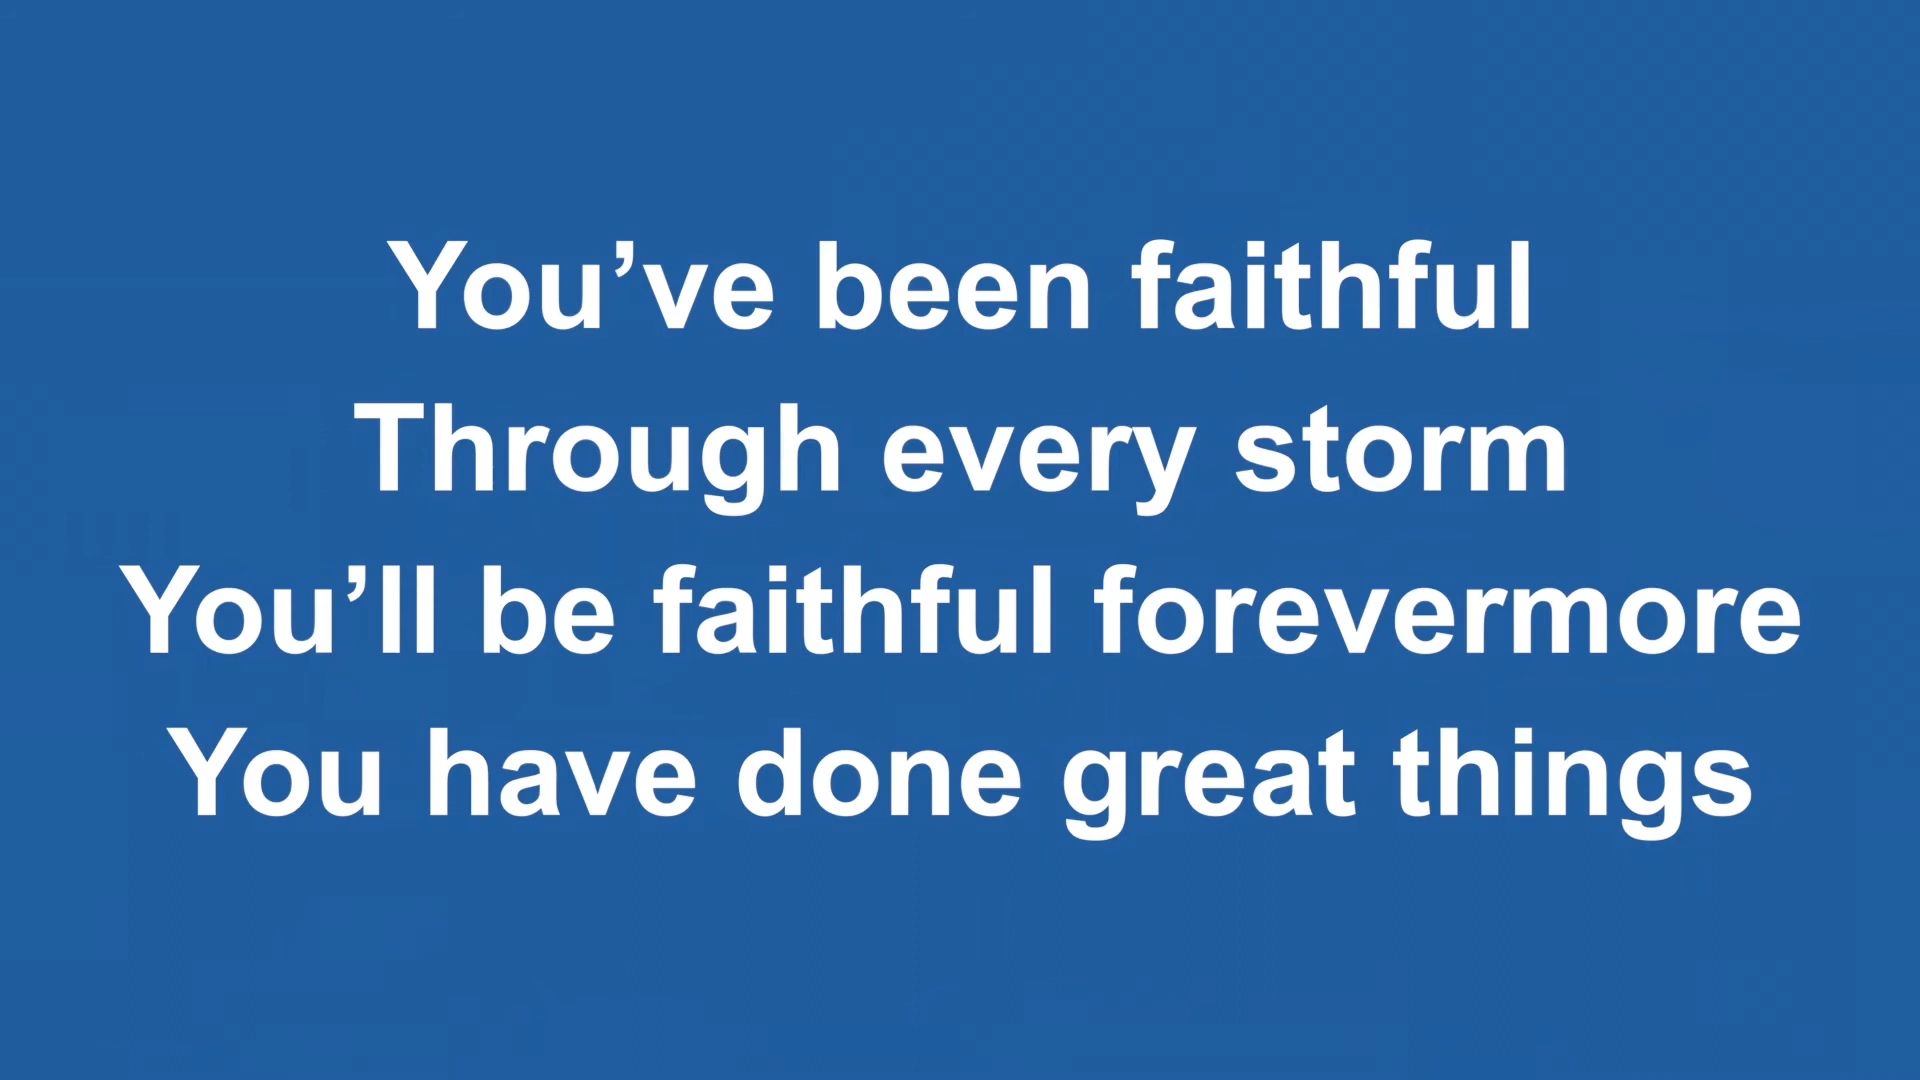 You’ve been faithful
Through every storm
You’ll be faithful forevermore
You have done great things